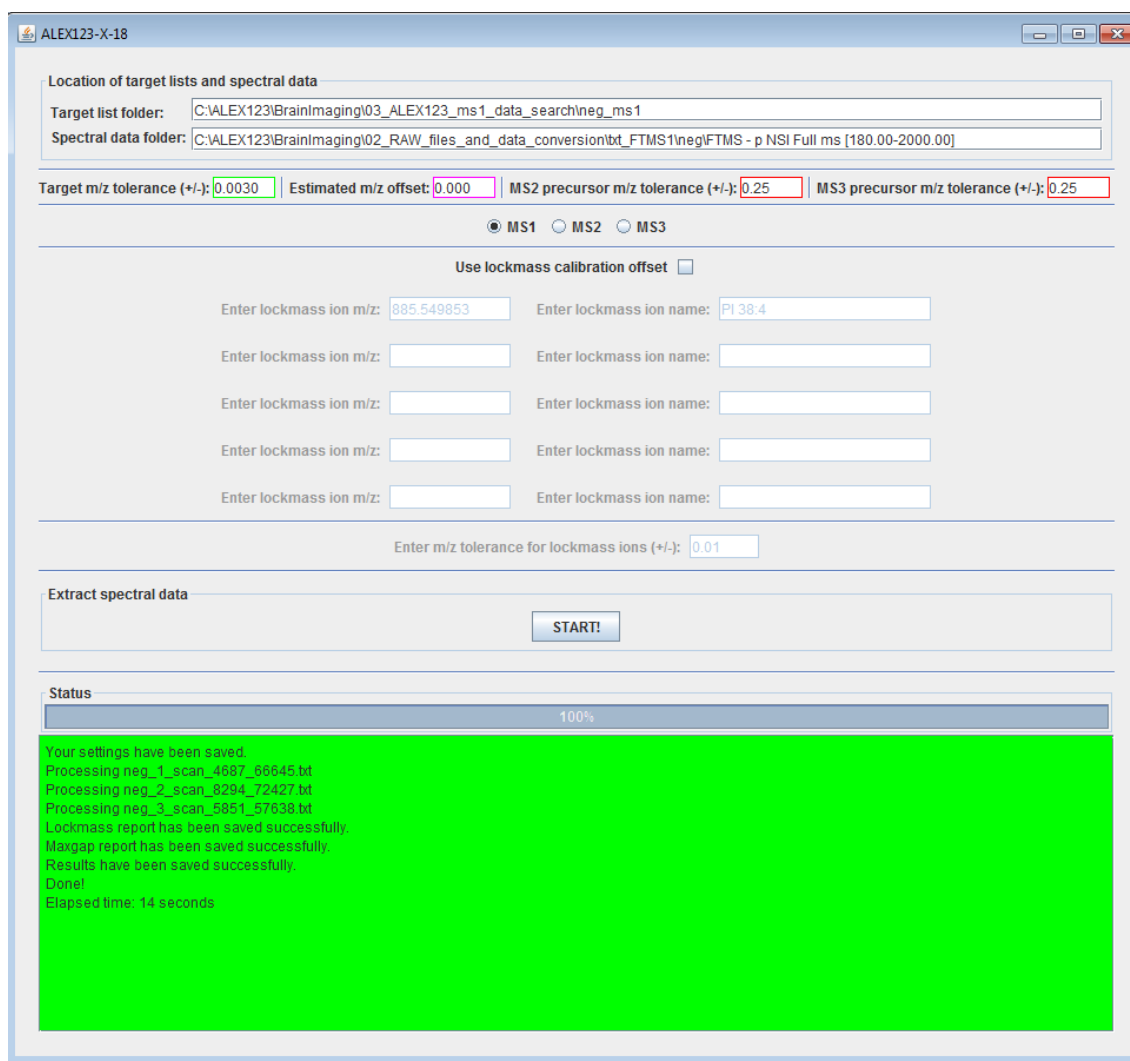 ALEX123-X-18
Location of target lists and spectral data
Target list folder: C:\ALEX123\BrainImaging\03_ALEX123_ms1_data_search\neg_ms1
Spectral data folder: C:\ALEX123\BrainImaging\02_RAW_files_and_data_conversion\txt_FTMS1\neg\FTMS - p NSI Full ms [180.00-2000.00]
Target m/z tolerance (+/-): 0.0030 Estimated m/z offset: 0.000 MS2 precursor m/z tolerance (+/-): 0.25 MS3 precursor m/z tolerance (+/-): 0.25
MS1 MS2 MS3
Use lockmass calibration offset
Enter lockmass ion m/z: 885.549853 Enter lockmass ion name: PI 38:4
Enter lockmass ion m/z: Enter lockmass ion name:
Enter lockmass ion m/z: Enter lockmass ion name:
Enter lockmass ion m/z: Enter lockmass ion name:
Enter lockmass ion m/z: Enter lockmass ion name:
Enter m/z tolerance for lockmass ions (+/-): 0.01
Extract spectral data
START!
Status
100%
Your settings have been saved.
Processing neg_1_scan_4687_66645.txt
Processing neg_2_scan_8294_72427.txt
Processing neg_3_scan_5851_57638.txt
Lockmass report has been saved successfully.
Maxgap report has been saved successfully.
Results have been saved successfully.
Done!
Elapsed time: 14 seconds